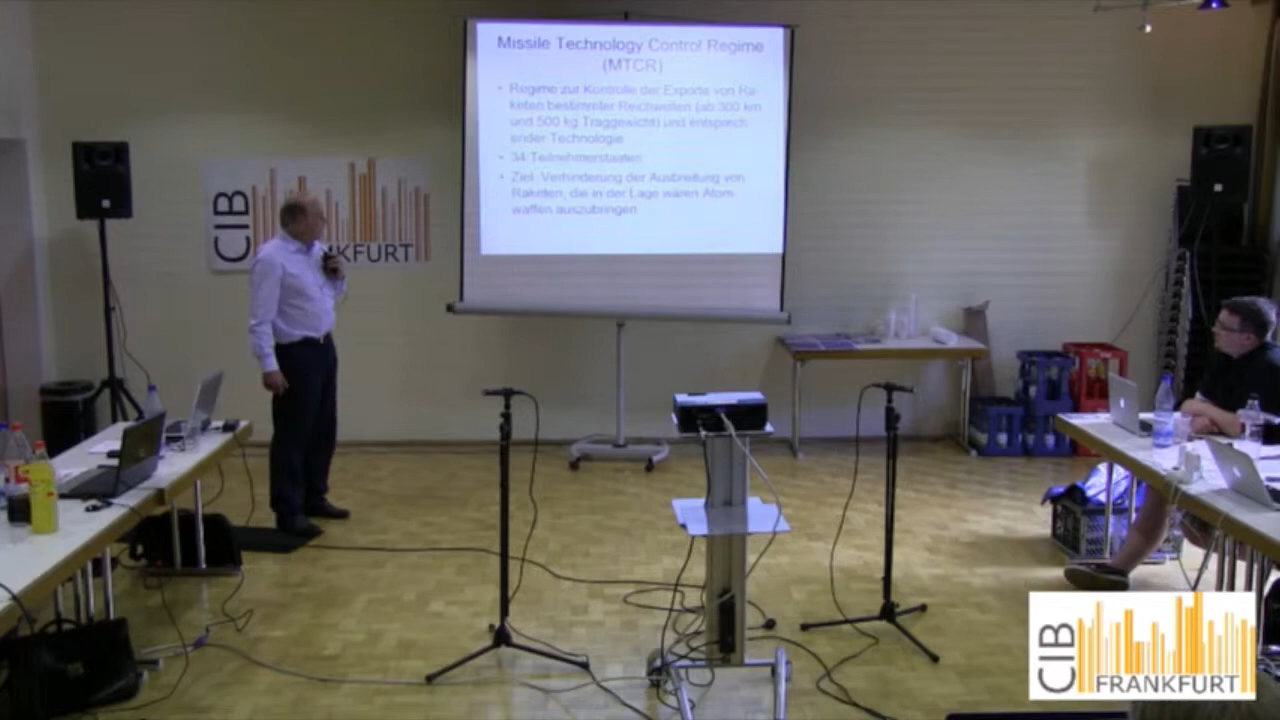 Missile Technology Control Regime
(MTCR)
• Regime zur Kontrolle der Exporte von Ra-
keten bestimmter Reichweiten (ab 300 km
und 500 kg Traggewicht) und entsprech
ender Technologie
• 34 Teilnehmerstaaten
• Ziel: Verhinderung der Ausbreitung von
Raketen, die in der Lage wären Atom-
waffen auszubringen
CIB
KFURT
CIB
FRANKFURT